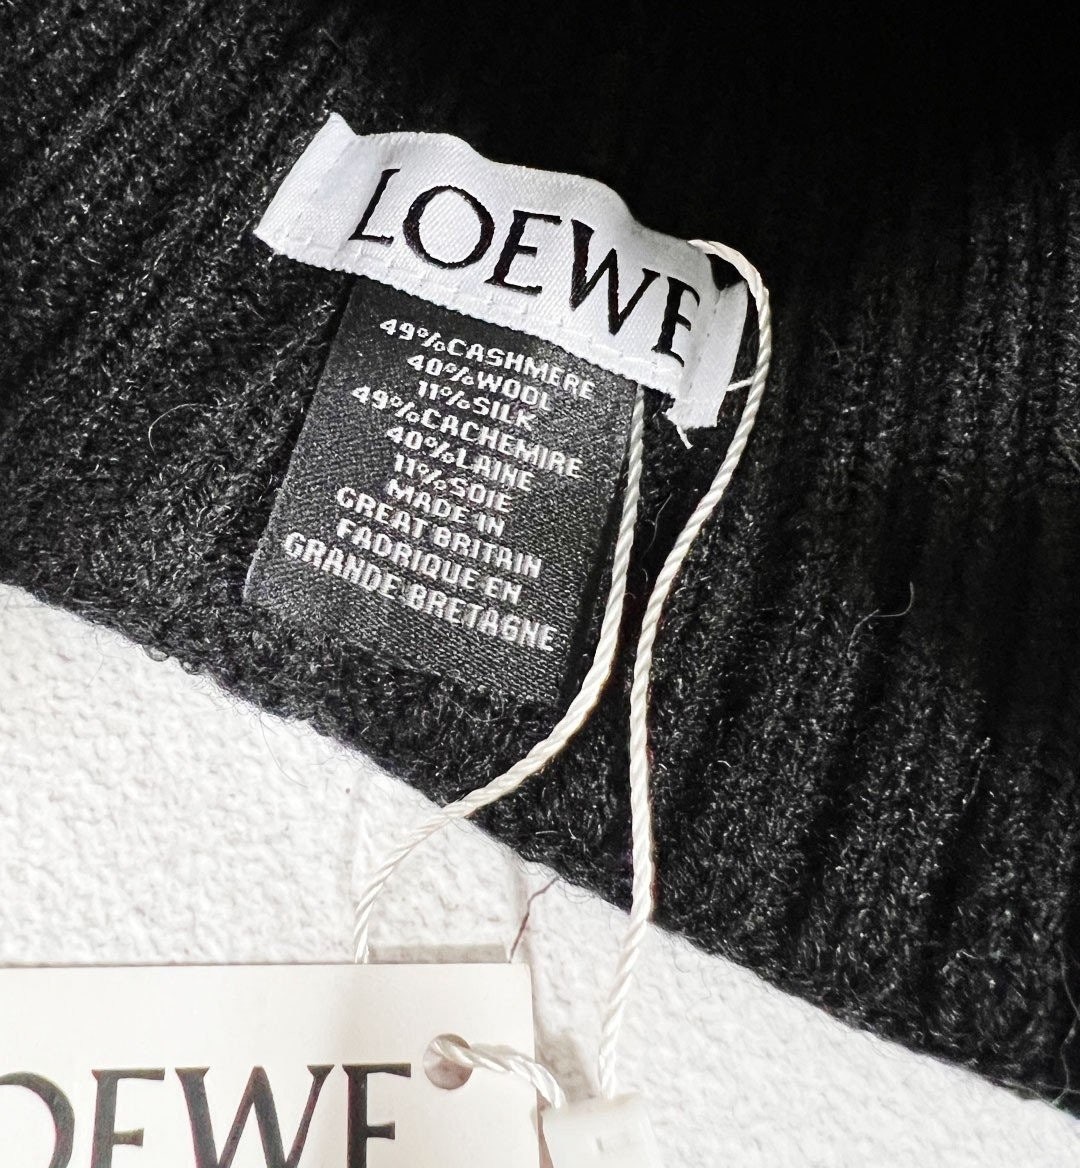 LOEWE
49%CASHMERE
40%WOOL
11%SILK
49%CACHEMIRE
40%LAINE
11%SOIE
MADE IN
GREAT BRITAIN
FADRIQUE EN
GRANDE.BRETAGNE
OEWE